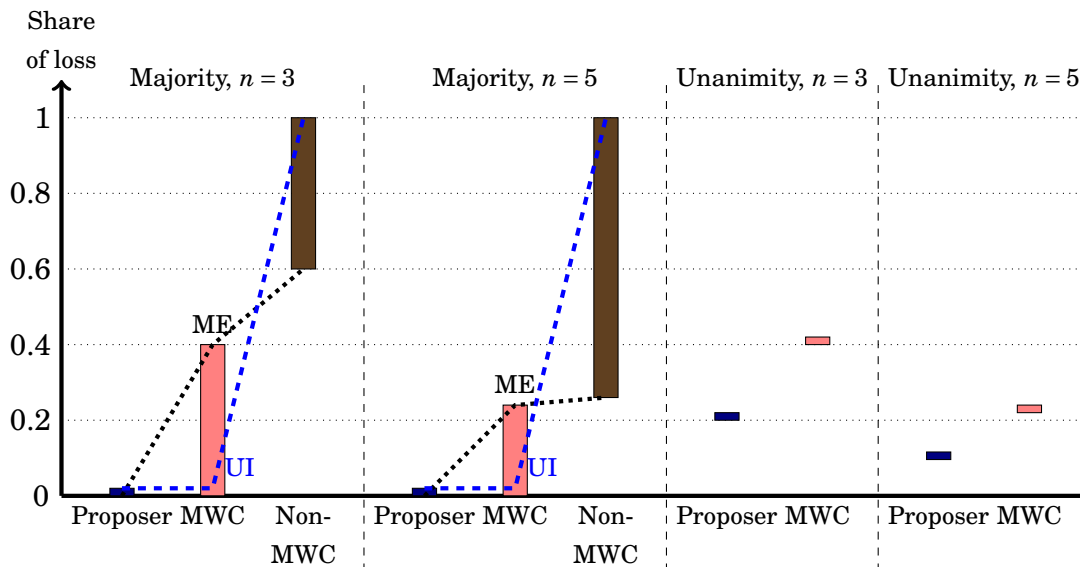 Share
of loss
Majority, n = 3
Majority, n = 5
Unanimity, n = 3
Unanimity, n = 5
1
0.8
0.6
0.4
0.2
0
ME
UI
ME
UI
Proposer MWC Non-
MWC
Proposer MWC Non-
MWC
Proposer MWC
Proposer MWC